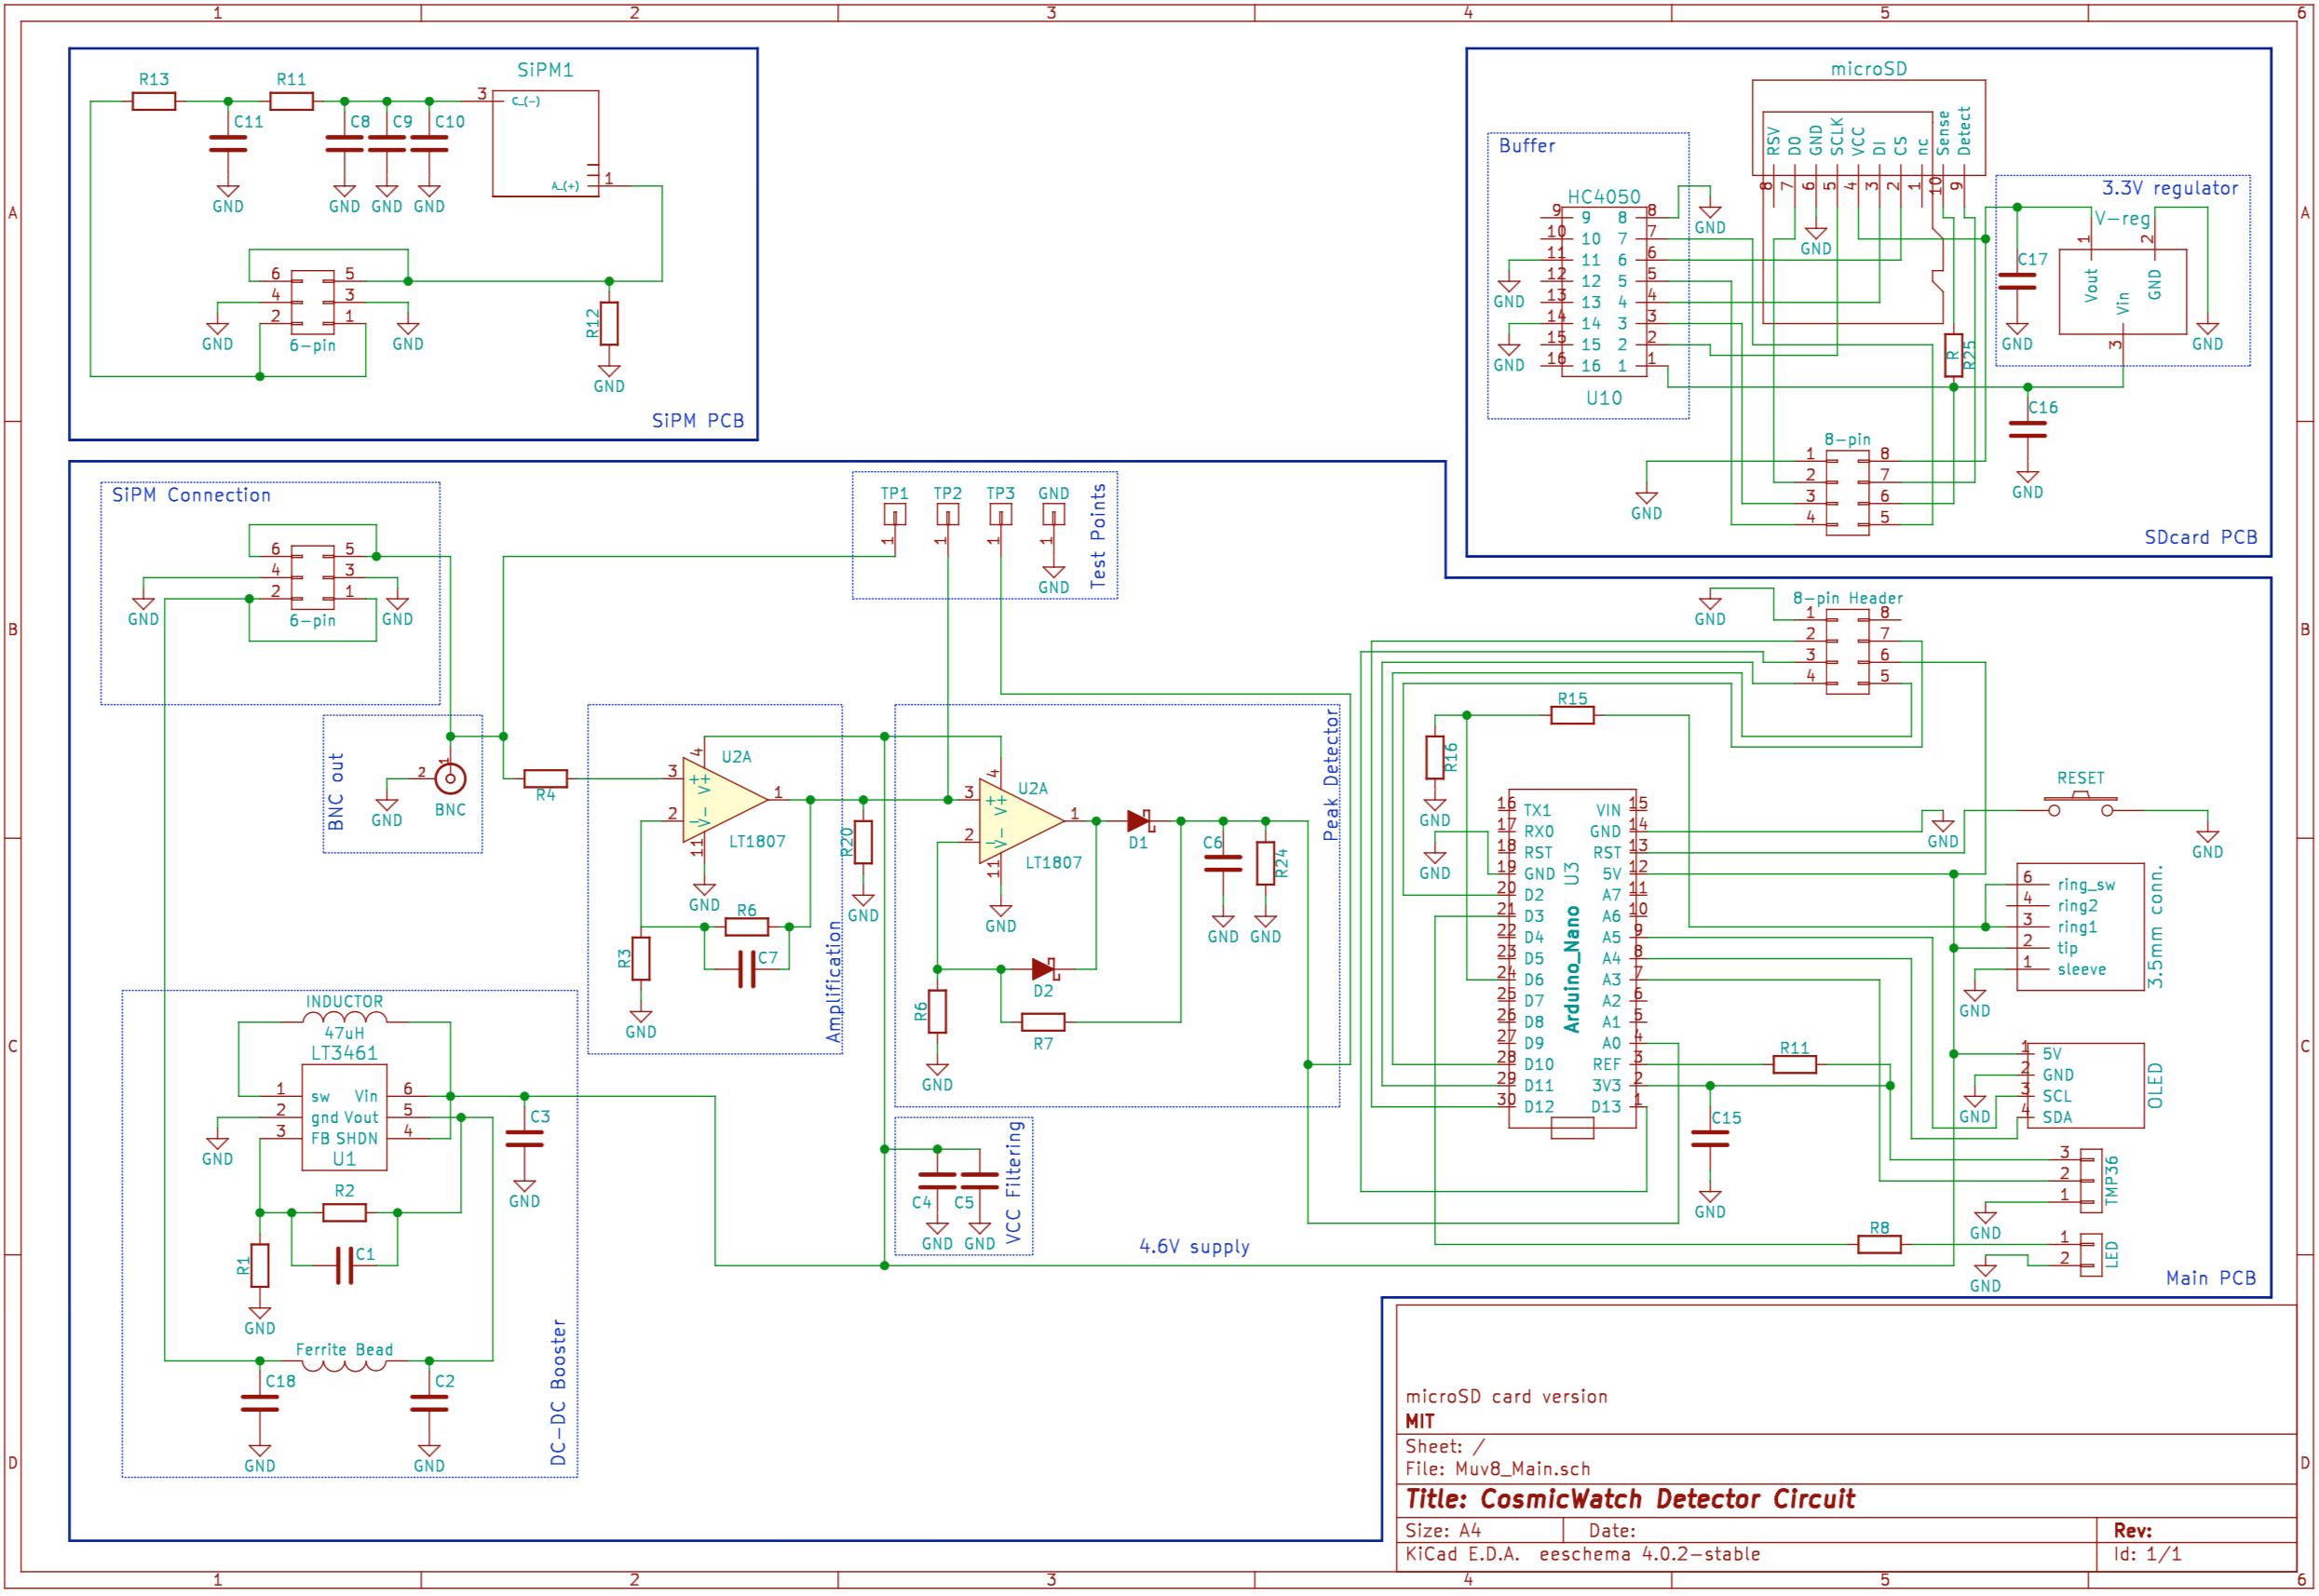 1 2 3 4 5 6
A
B
C
D
SiPM1
R13
R11
3 C_(-)
C11
C8
C9
C10
A_(+) 1
GND
GND GND GND
6 5
4 3
2 1
6-pin
GND
GND
R12
GND
SiPM PCB
microSD
RSV
D0
GND
SCLK
VCC
DI
CS
nc
Sense
Detect
8 7 6 5 4 3 2 1 10 9
Buffer
HC4050
9 9 8 8
10 10 7 7
11 11 6 6
12 12 5 5
13 13 4 4
14 14 3 3
15 15 2 2
16 16 1 1
U10
GND
GND
GND
GND
3.3V regulator
V-reg
1
2
Vout
Vin
GND
3
C17
GND
GND
R
R25
C16
GND
8-pin
1 8
2 7
3 6
4 5
GND
SDcard PCB
SiPM Connection
6 5
4 3
2 1
6-pin
GND
GND
TP1 TP2 TP3 GND
1 1 1 1
GND
Test Points
BNC out
2
1
BNC
GND
R4
U2A
4
3
2
1
+
-
V+
V-
11
LT1807
GND
R6
C7
R3
GND
Amplification
R20
GND
U2A
4
3
2
1
+
-
V+
V-
11
LT1807
GND
D1
C6
R24
GND GND
D2
R6
R7
GND
Peak Detector
INDUCTOR
47uH
LT3461
1 sw Vin 6
2 gnd Vout 5
3 FB SHDN 4
U1
GND
C3
GND
R2
C1
R1
GND
Ferrite Bead
C18
C2
GND
GND
DC-DC Booster
C4 C5
GND GND
VCC Filtering
4.6V supply
8-pin Header
1 8
2 7
3 6
4 5
GND
R15
R16
GND
GND
16 TX1 VIN 15
17 RX0 GND 14
18 RST RST 13
19 GND 5V 12
20 D2 A7 11
21 D3 A6 10
22 D4 A5 9
23 D5 A4 8
24 D6 A3 7
25 D7 A2 6
26 D8 A1 5
27 D9 A0 4
28 D10 REF 3
29 D11 3V3 2
30 D12 D13 1
U3
Arduino_Nano
RESET
GND
GND
6 ring_sw
4 ring2
3 ring1
2 tip
1 sleeve
3.5mm conn.
GND
R11
C15
GND
1 5V
2 GND
3 SCL
4 SDA
OLED
GND
3
2
1
TMP36
GND
R8
1
2
LED
GND
Main PCB
microSD card version
MIT
Sheet: /
File: Muv8_Main.sch
Title: CosmicWatch Detector Circuit
Size: A4 Date: Rev:
KiCad E.D.A. eeschema 4.0.2-stable Id: 1/1
A
B
C
D
1 2 3 4 5 6